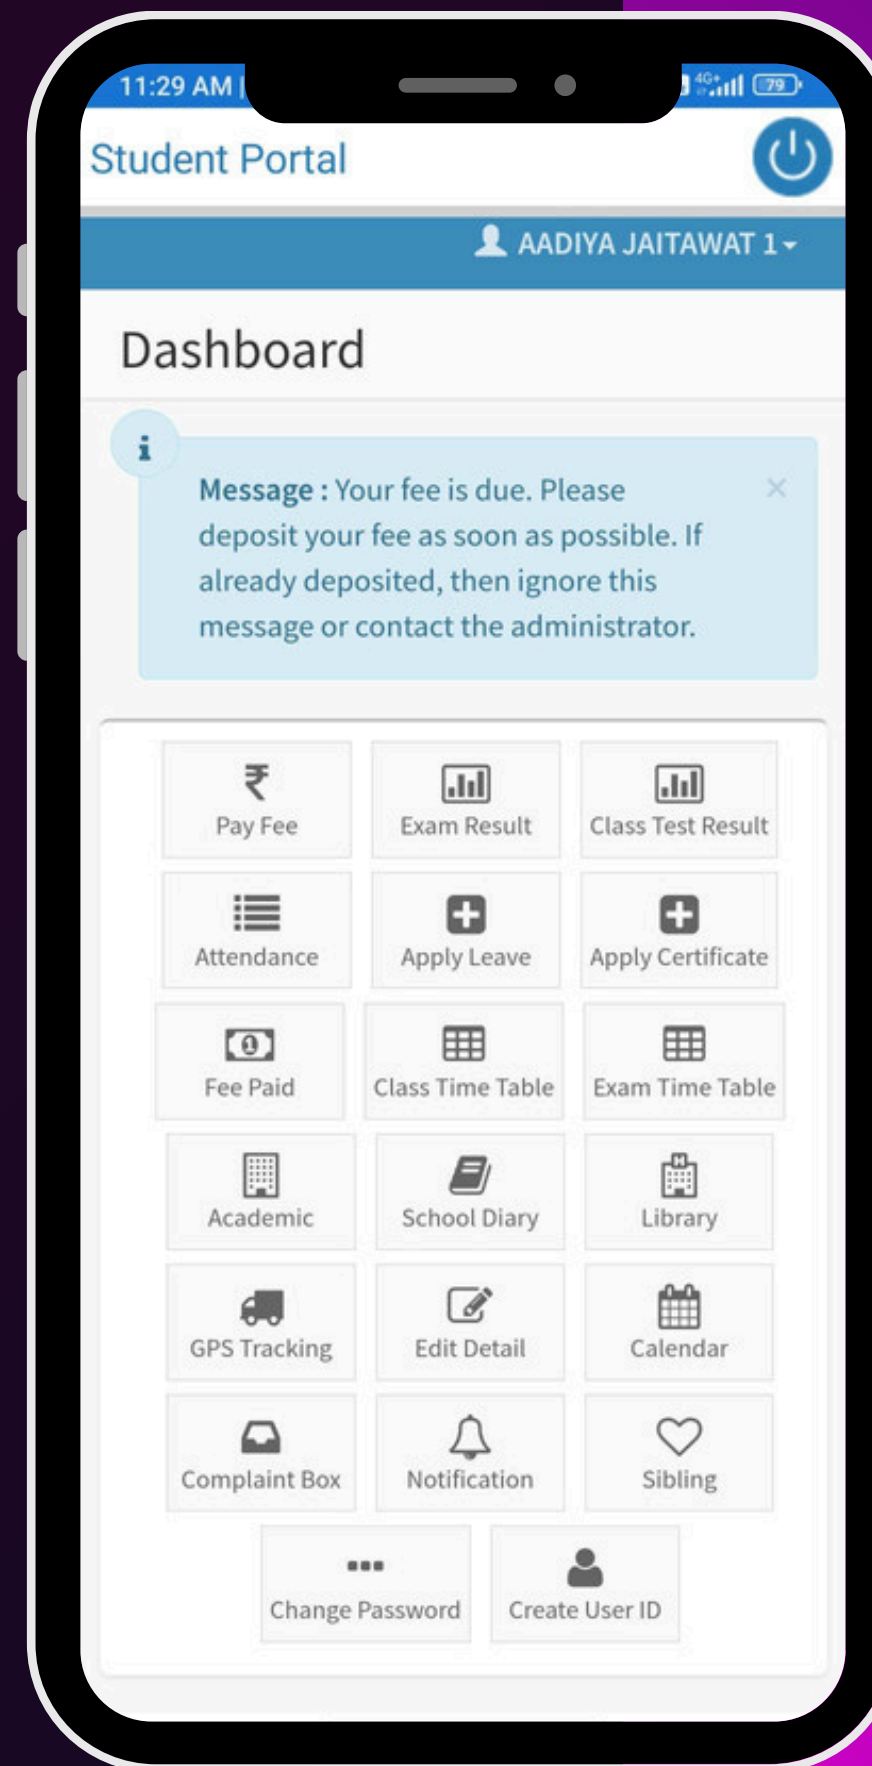 11:29 AM |
4G+
79
Student Portal
AADIYA JAITAWAT 1
Dashboard
Message : Your fee is due. Please
deposit your fee as soon as possible. If
already deposited, then ignore this
message or contact the administrator.
Pay Fee
Exam Result
Class Test Result
Attendance
Apply Leave
Apply Certificate
Fee Paid
Class Time Table
Exam Time Table
Academic
School Diary
Library
GPS Tracking
Edit Detail
Calendar
Complaint Box
Notification
Sibling
Change Password
Create User ID